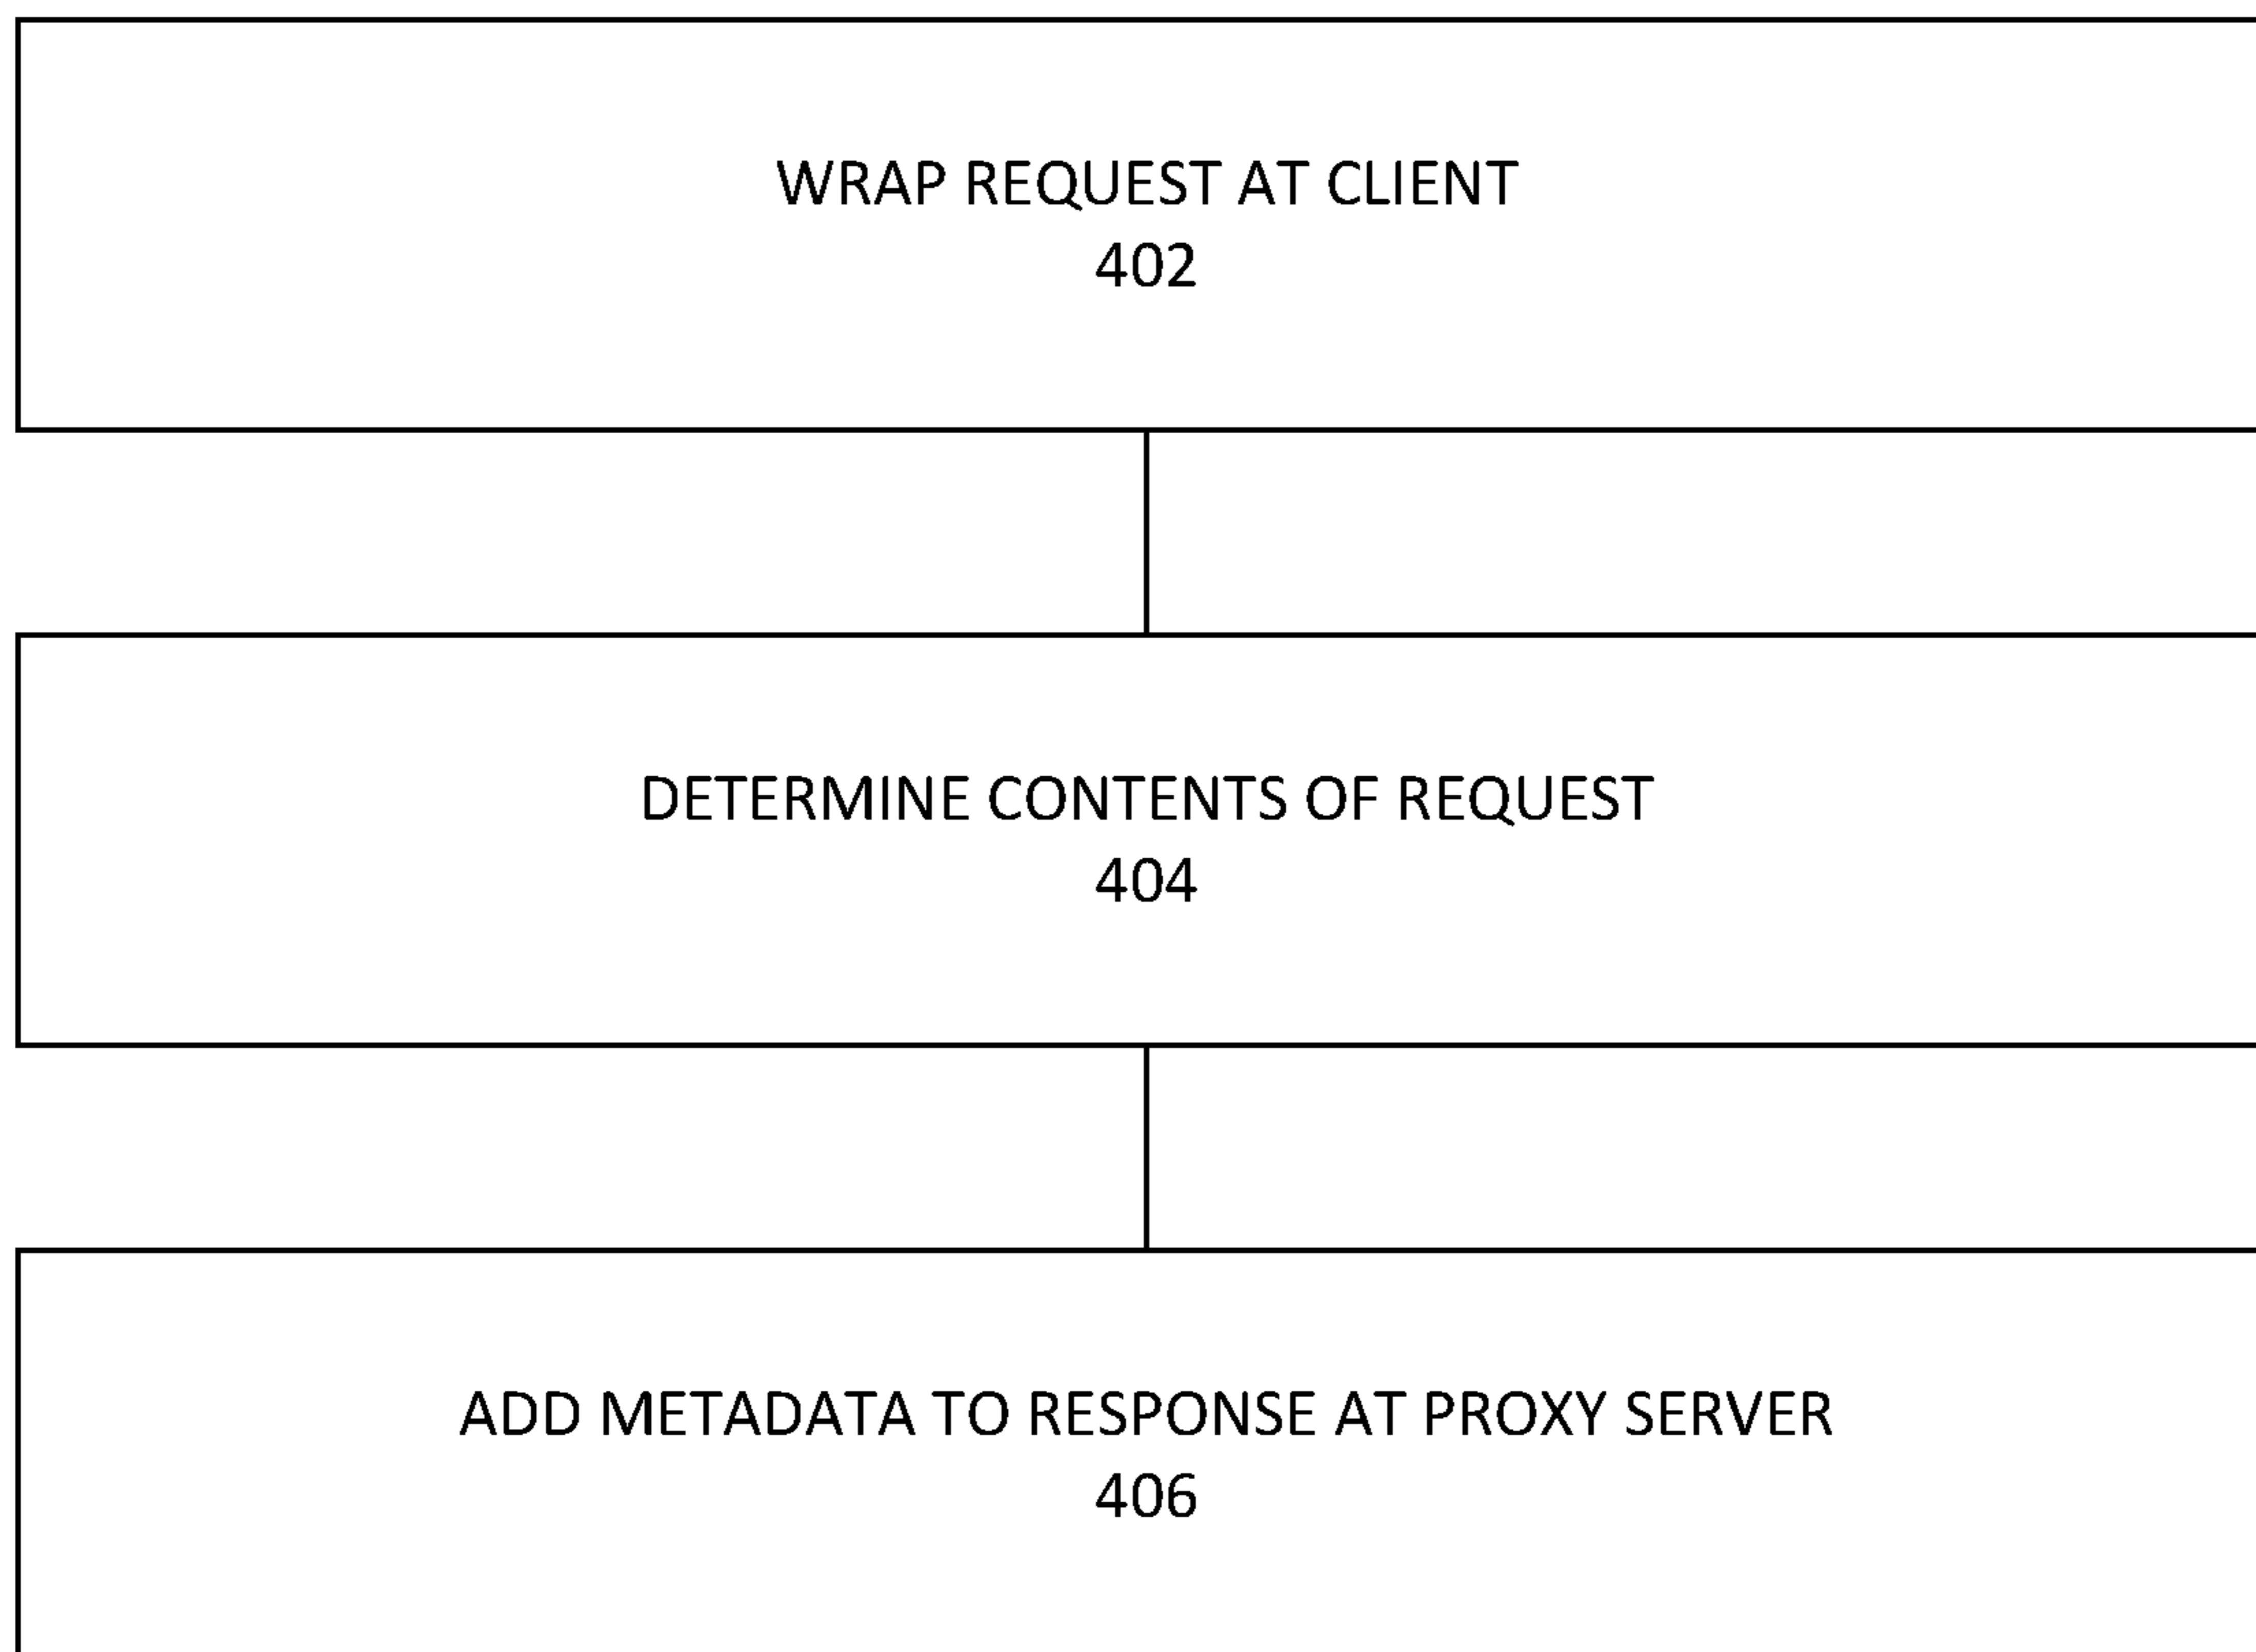 WRAP REQUEST AT CLIENT
402
DETERMINE CONTENTS OF REQUEST
404
ADD METADATA TO RESPONSE AT PROXY SERVER
406